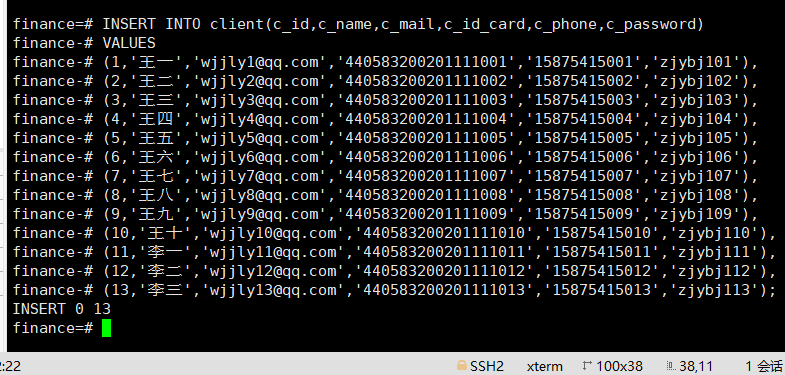 finance=# INSERT INTO client(c_id,c_name,c_mail,c_id_card,c_phone,c_password)
finance-# VALUES
finance-# (1,'王一','wjjly1@qq.com','440583200201111001','15875415001','zjybj101'),
finance-# (2,'王二','wjjly2@qq.com','440583200201111002','15875415002','zjybj102'),
finance-# (3,'王三','wjjly3@qq.com','440583200201111003','15875415003','zjybj103'),
finance-# (4,'王四','wjjly4@qq.com','440583200201111004','15875415004','zjybj104'),
finance-# (5,'王五','wjjly5@qq.com','440583200201111005','15875415005','zjybj105'),
finance-# (6,'王六','wjjly6@qq.com','440583200201111006','15875415006','zjybj106'),
finance-# (7,'王七','wjjly7@qq.com','440583200201111007','15875415007','zjybj107'),
finance-# (8,'王八','wjjly8@qq.com','440583200201111008','15875415008','zjybj108'),
finance-# (9,'王九','wjjly9@qq.com','440583200201111009','15875415009','zjybj109'),
finance-# (10,'王十','wjjly10@qq.com','440583200201111010','15875415010','zjybj110'),
finance-# (11,'李一','wjjly11@qq.com','440583200201111011','15875415011','zjybj111'),
finance-# (12,'李二','wjjly12@qq.com','440583200201111012','15875415012','zjybj112'),
finance-# (13,'李三','wjjly13@qq.com','440583200201111013','15875415013','zjybj113');
INSERT 0 13
finance=#
2:22 SSH2 xterm 100x38 38,11 1 会话